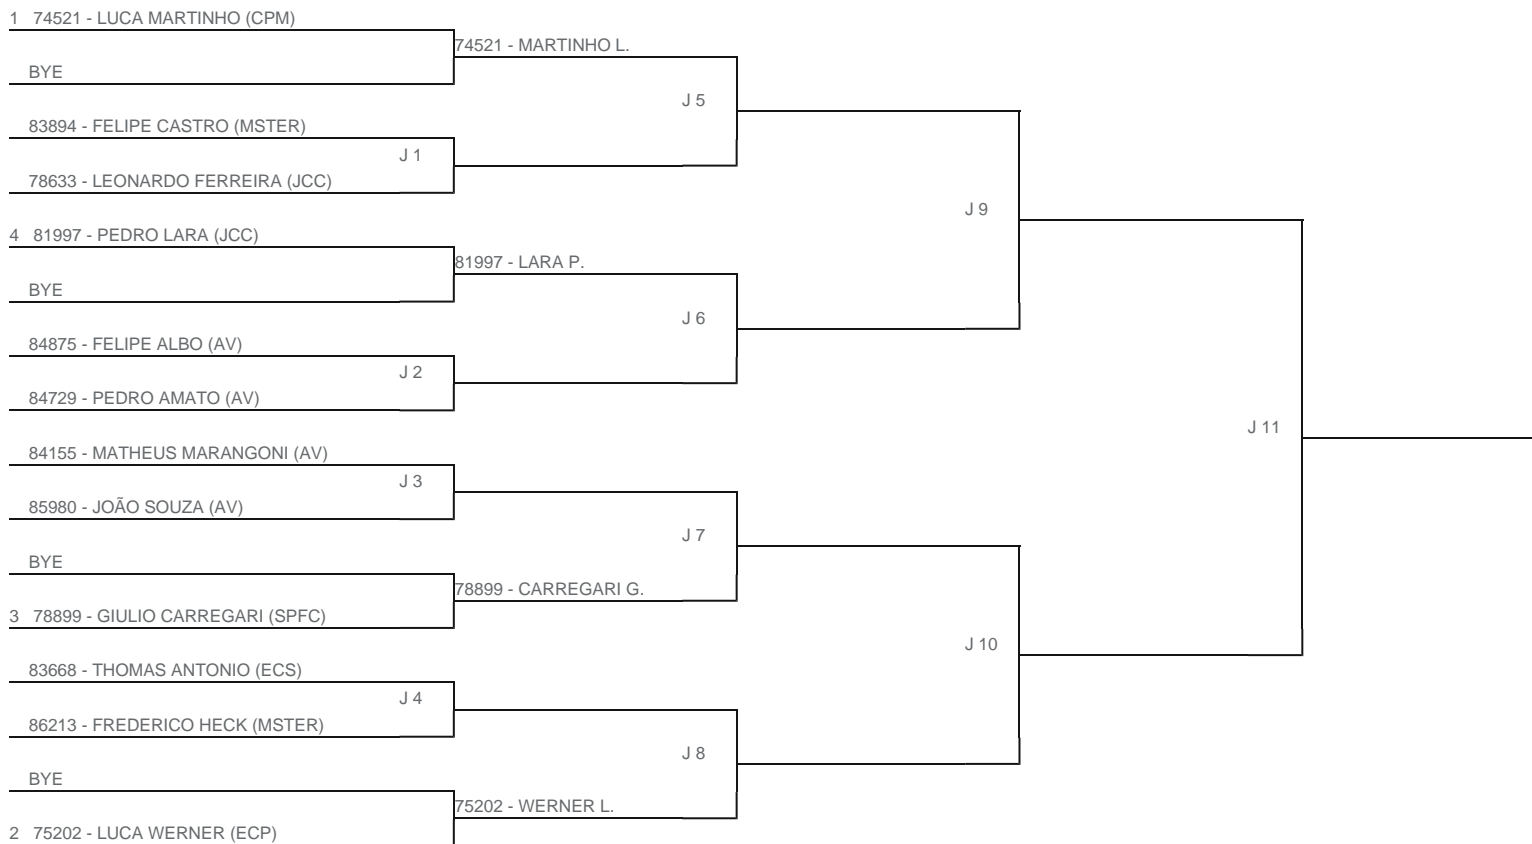 1 74521 - LUCA MARTINHO (CPM)
74521 - MARTINHO L.
BYE
J 5
83894 - FELIPE CASTRO (MSTER)
J 1
78633 - LEONARDO FERREIRA (JCC)
J 9
4 81997 - PEDRO LARA (JCC)
81997 - LARA P.
BYE
J 6
84875 - FELIPE ALBO (AV)
J 2
84729 - PEDRO AMATO (AV)
J 11
84155 - MATHEUS MARANGONI (AV)
J 3
85980 - JOÃO SOUZA (AV)
J 7
BYE
78899 - CARREGARI G.
3 78899 - GIULIO CARREGARI (SPFC)
J 10
83668 - THOMAS ANTONIO (ECS)
J 4
86213 - FREDERICO HECK (MSTER)
J 8
BYE
75202 - WERNER L.
2 75202 - LUCA WERNER (ECP)